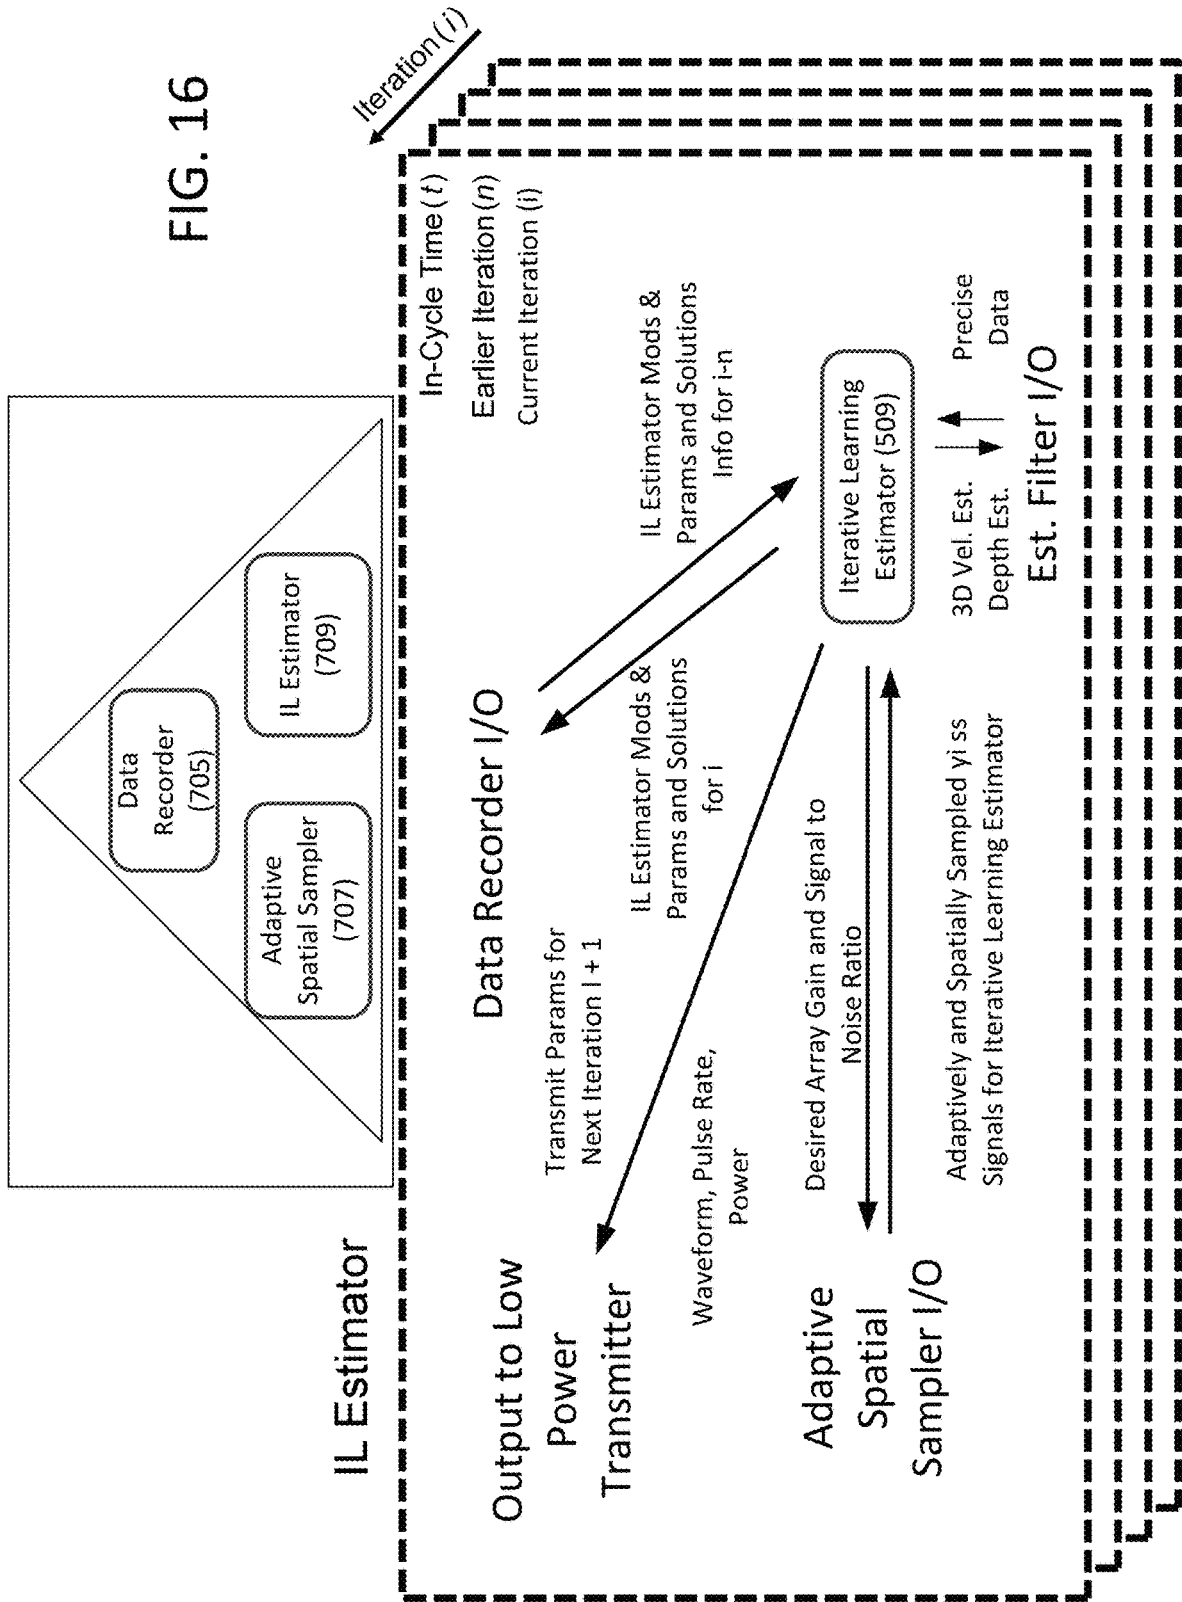 FIG. 16
IL Estimator
Data
Recorder
(705)
Adaptive
Spatial Sampler
(707)
IL Estimator
(709)
Iteration(i)
In-Cycle Time(t)
Earlier Iteration(n)
Current Iteration (i)
Output to Low
Power
Transmitter
Data Recorder I/O
Transmit Params for
Next Iteration I + 1
Waveform, Pulse Rate,
Power
IL Estimator Mods &
Params and Solutions
for i
IL Estimator Mods &
Params and Solutions
Info for i-n
Adaptive
Spatial
Sampler I/O
Desired Array Gain and Signal to
Noise Ratio
Adaptively and Spatially Sampled yi ss
Signals for Iterative Learning Estimator
Iterative Learning
Estimator (509)
3D Vel. Est.
Depth Est.
Precise
Data
Est. Filter I/O